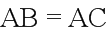 AB = AC